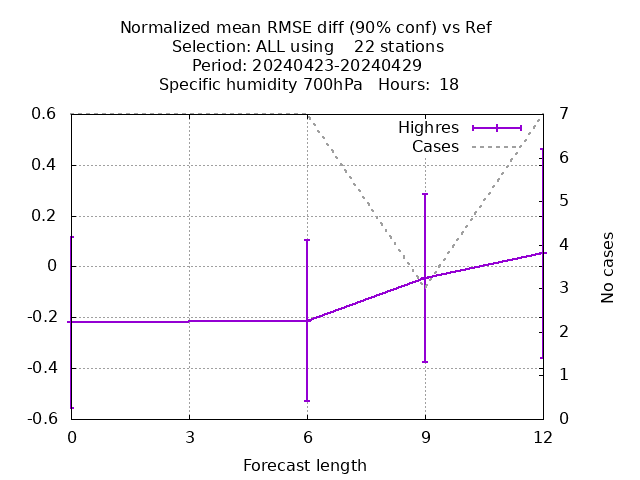 Normalized mean RMSE diff (90% conf) vs Ref
Selection: ALL using    22 stations
Period: 20240423-20240429
Specific humidity 700hPa   Hours:  18
Highres
Cases
0.6
0.4
0.2
0
-0.2
-0.4
-0.6
7
6
5
4
3
2
1
0
No cases
0
3
6
9
12
Forecast length